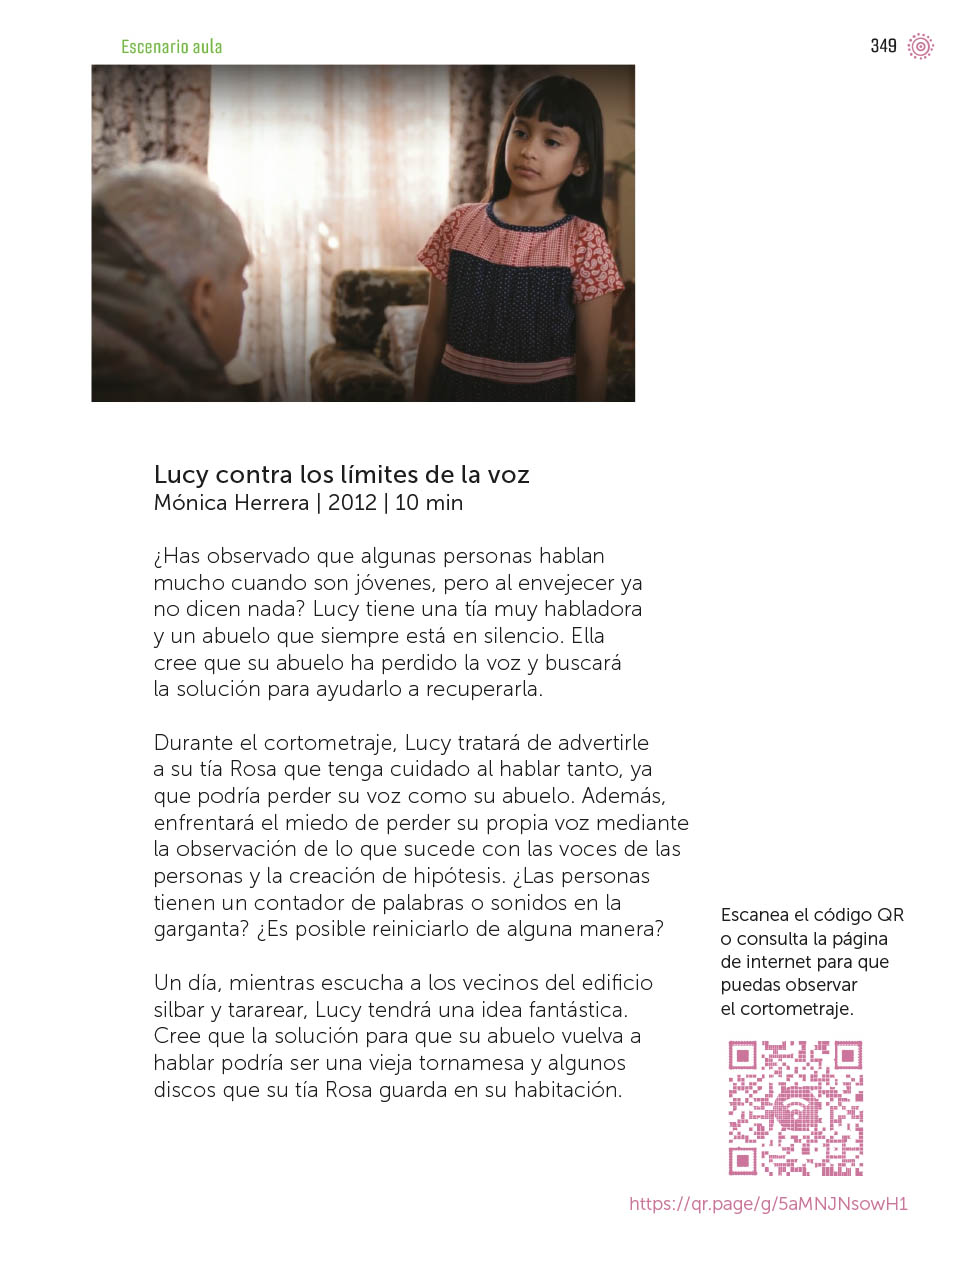 Escenario aula
349
Lucy contra los límites de la voz
Mónica Herrera | 2012 | 10 min
¿Has observado que algunas personas hablan
mucho cuando son jóvenes, pero al envejecer ya
no dicen nada? Lucy tiene una tía muy habladora
y un abuelo que siempre está en silencio. Ella
cree que su abuelo ha perdido la voz y buscará
la solución para ayudarlo a recuperarla.
Durante el cortometraje, Lucy tratará de advertirle
a su tía Rosa que tenga cuidado al hablar tanto, ya
que podría perder su voz como su abuelo. Además,
enfrentará el miedo de perder su propia voz mediante
la observación de lo que sucede con las voces de las
personas y la creación de hipótesis. ¿Las personas
tienen un contador de palabras o sonidos en la
garganta? ¿Es posible reiniciarlo de alguna manera?
Un día, mientras escucha a los vecinos del edificio
silbar y tararear, Lucy tendrá una idea fantástica.
Cree que la solución para que su abuelo vuelva a
hablar podría ser una vieja tornamesa y algunos
discos que su tía Rosa guarda en su habitación.
Escanea el código QR
o consulta la página
de internet para que
puedas observar
el cortometraje.
https://qr.page/g/5aMNJNsowH1